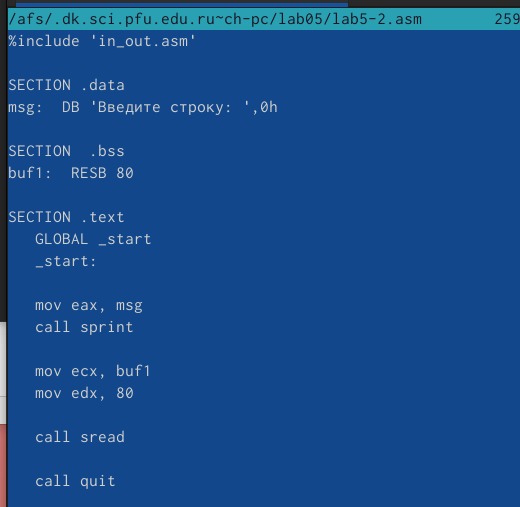 /afs/.dk.sci.pfu.edu.ru~ch-pc/lab05/lab5-2.asm 259
%include 'in_out.asm'
SECTION .data
msg: DB 'Введите строку: ',0h
SECTION .bss
buf1: RESB 80
SECTION .text
GLOBAL _start
_start:
mov eax, msg
call sprint
mov ecx, buf1
mov edx, 80
call sread
call quit